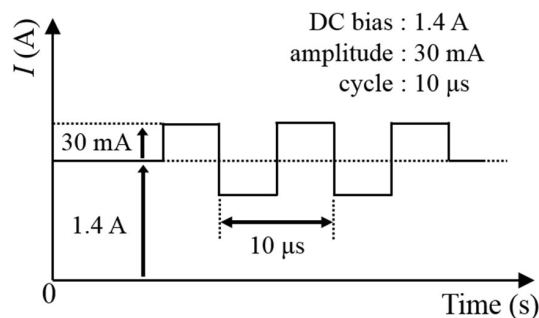 I (A)
DC bias : 1.4 A
amplitude : 30 mA
cycle : 10 μs
30 mA
1.4 A
10 μs
0
Time (s)